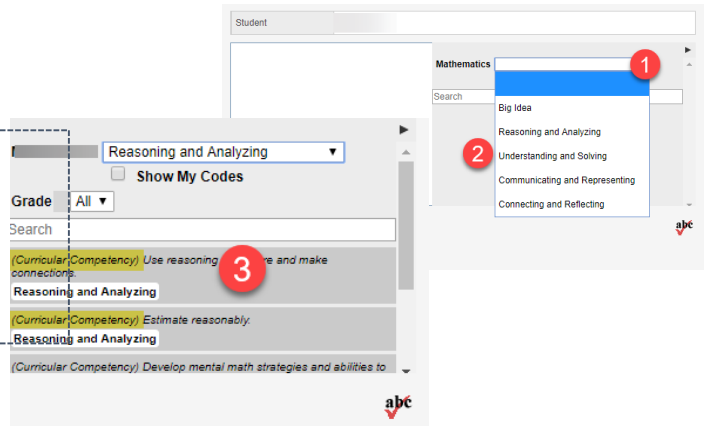 Student
Mathematics
1
Search
Big Idea
Reasoning and Analyzing
2
Understanding and Solving
Communicating and Representing
Connecting and Reflecting
abc
Reasoning and Analyzing
Show My Codes
Grade All
Search
(Curricular Competency) Use reasoning re and make
connections.
3
Reasoning and Analyzing
(Curricular Competency) Estimate reasonably.
Reasoning and Analyzing
(Curricular Competency) Develop mental math strategies and abilities to
abc